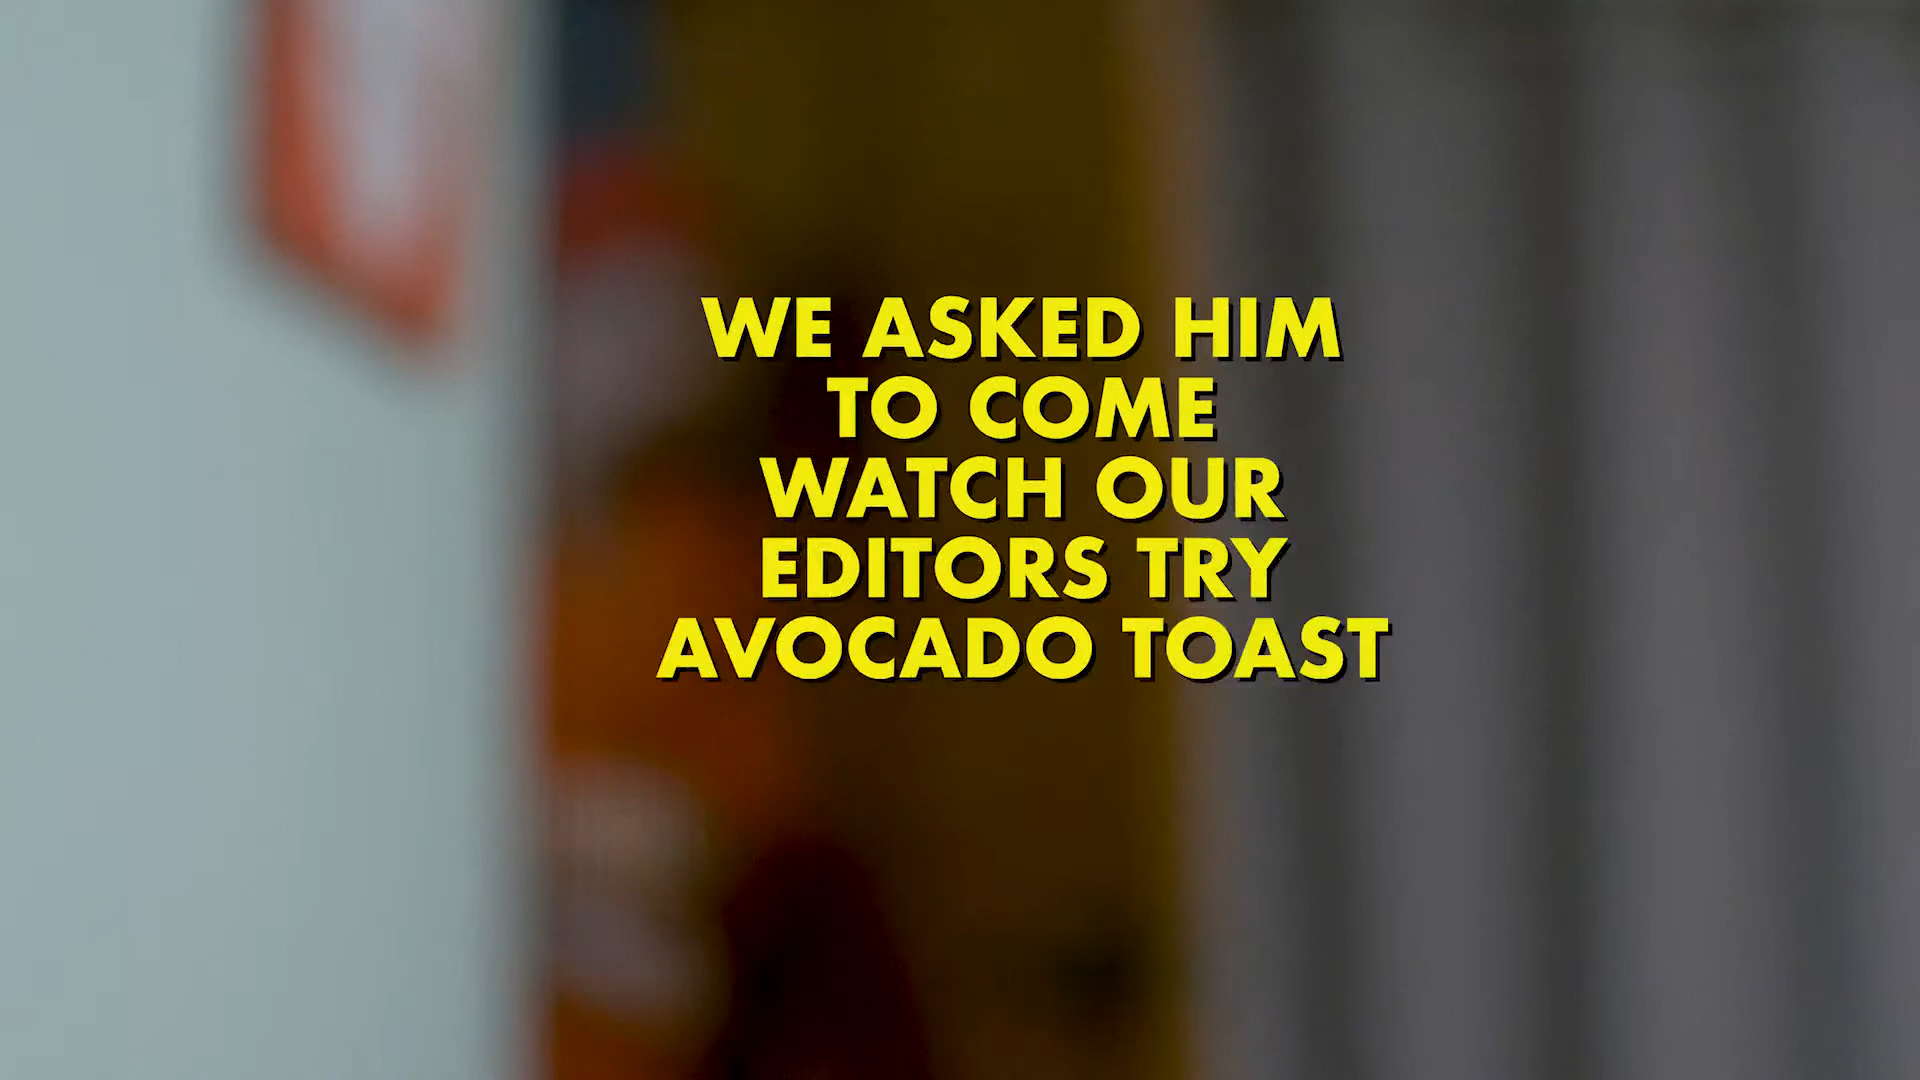 WE ASKED HIM
TO COME
WATCH OUR
EDITORS TRY
AVOCADO TOAST